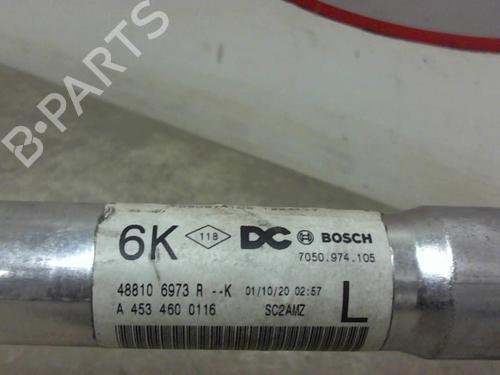 B-PARTS
6K 118 DC BOSCH
7050.974.105
48810 6973 R --K 01/10/20 02:57
A 453 460 0116 SC2AMZ L